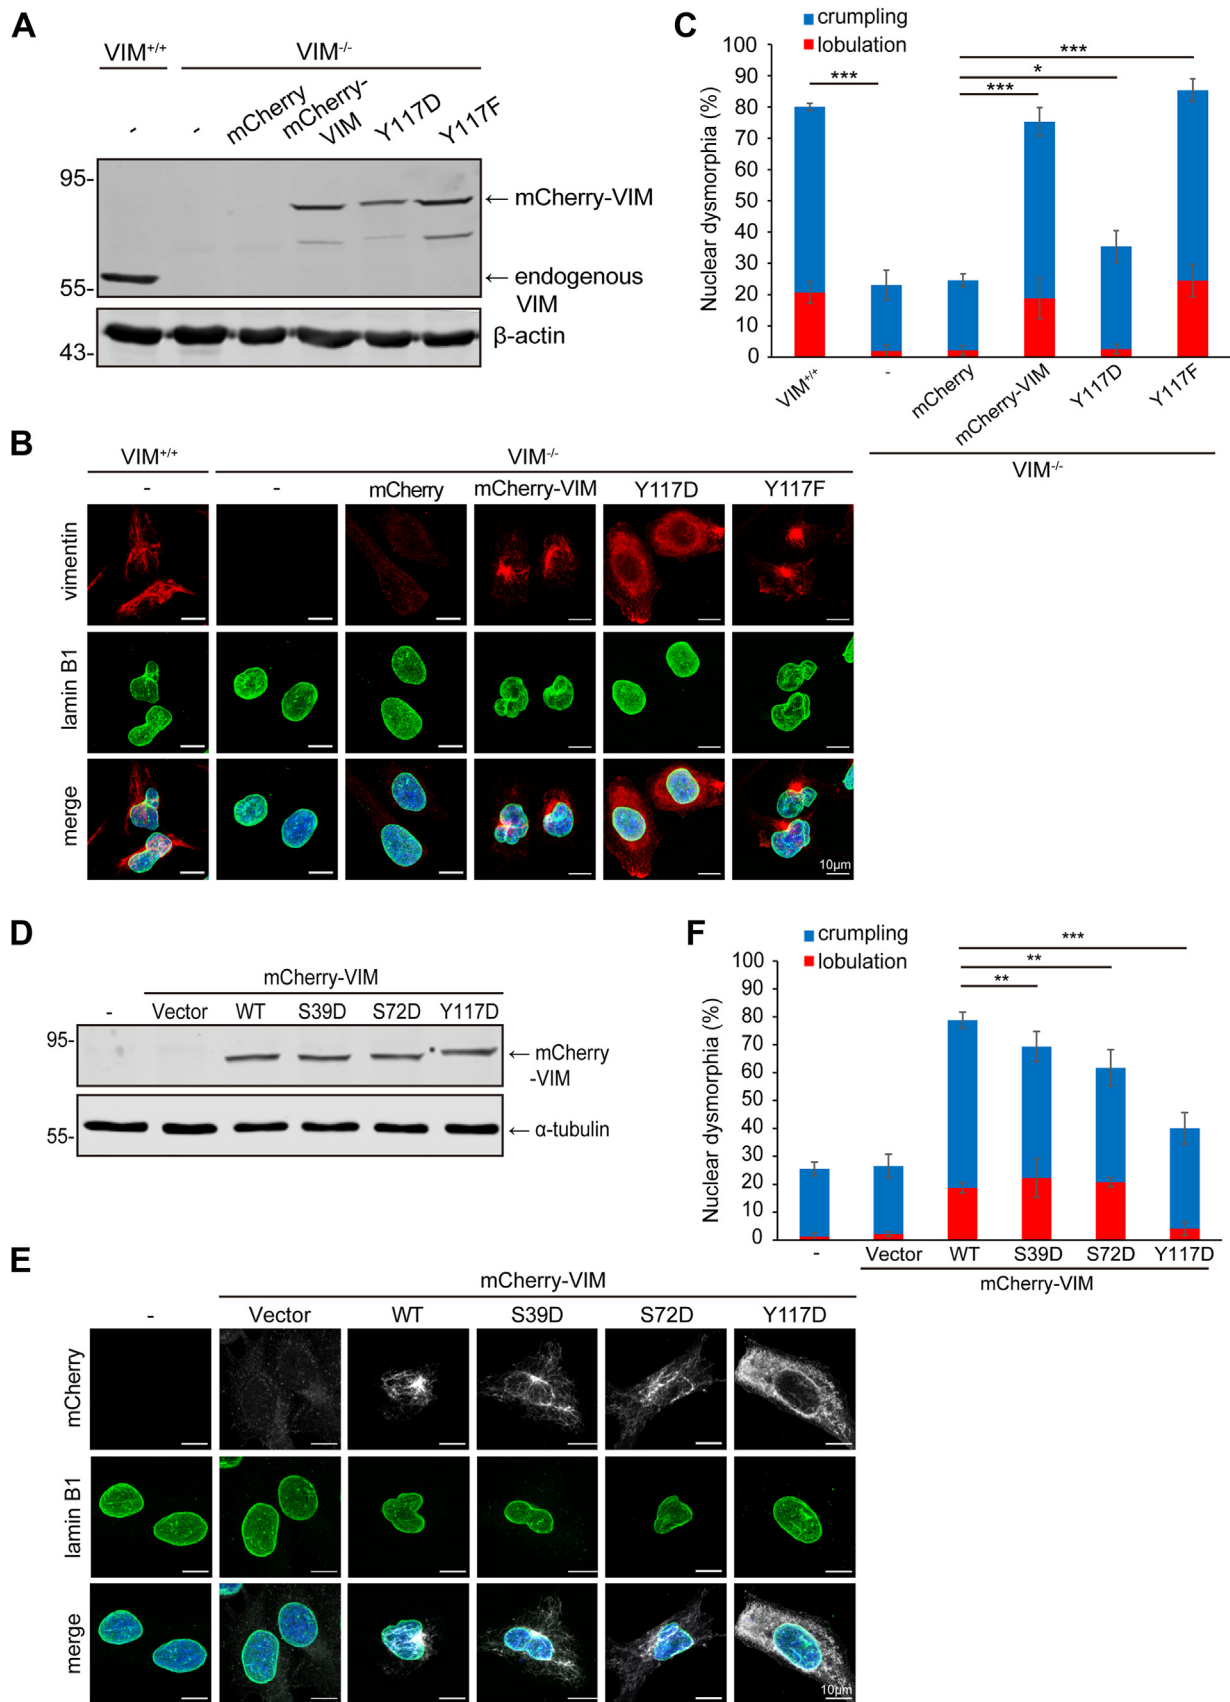 A
VIM+/+
VIM-/-
-
-
mCherry
mCherry-
VIM
Y117D
Y117F
95-
← mCherry-VIM
← endogenous
VIM
55-
β-actin
43-
C
crumpling
lobulation
Nuclear dysmorphia (%)
100
90
80
70
60
50
40
30
20
10
0
***
***
*
***
VIM+/+
-
mCherry
mCherry-VIM
Y117D
Y117F
VIM-/-
B
VIM+/+
VIM-/-
-
-
mCherry
mCherry-VIM
Y117D
Y117F
vimentin
lamin B1
merge
10μm
D
mCherry-VIM
-
Vector
WT
S39D
S72D
Y117D
95-
← mCherry
-VIM
55-
← α-tubulin
F
crumpling
lobulation
Nuclear dysmorphia (%)
100
90
80
70
60
50
40
30
20
10
0
***
**
**
-
Vector
WT
S39D
S72D
Y117D
mCherry-VIM
E
mCherry-VIM
-
Vector
WT
S39D
S72D
Y117D
mCherry
lamin B1
merge
10μm